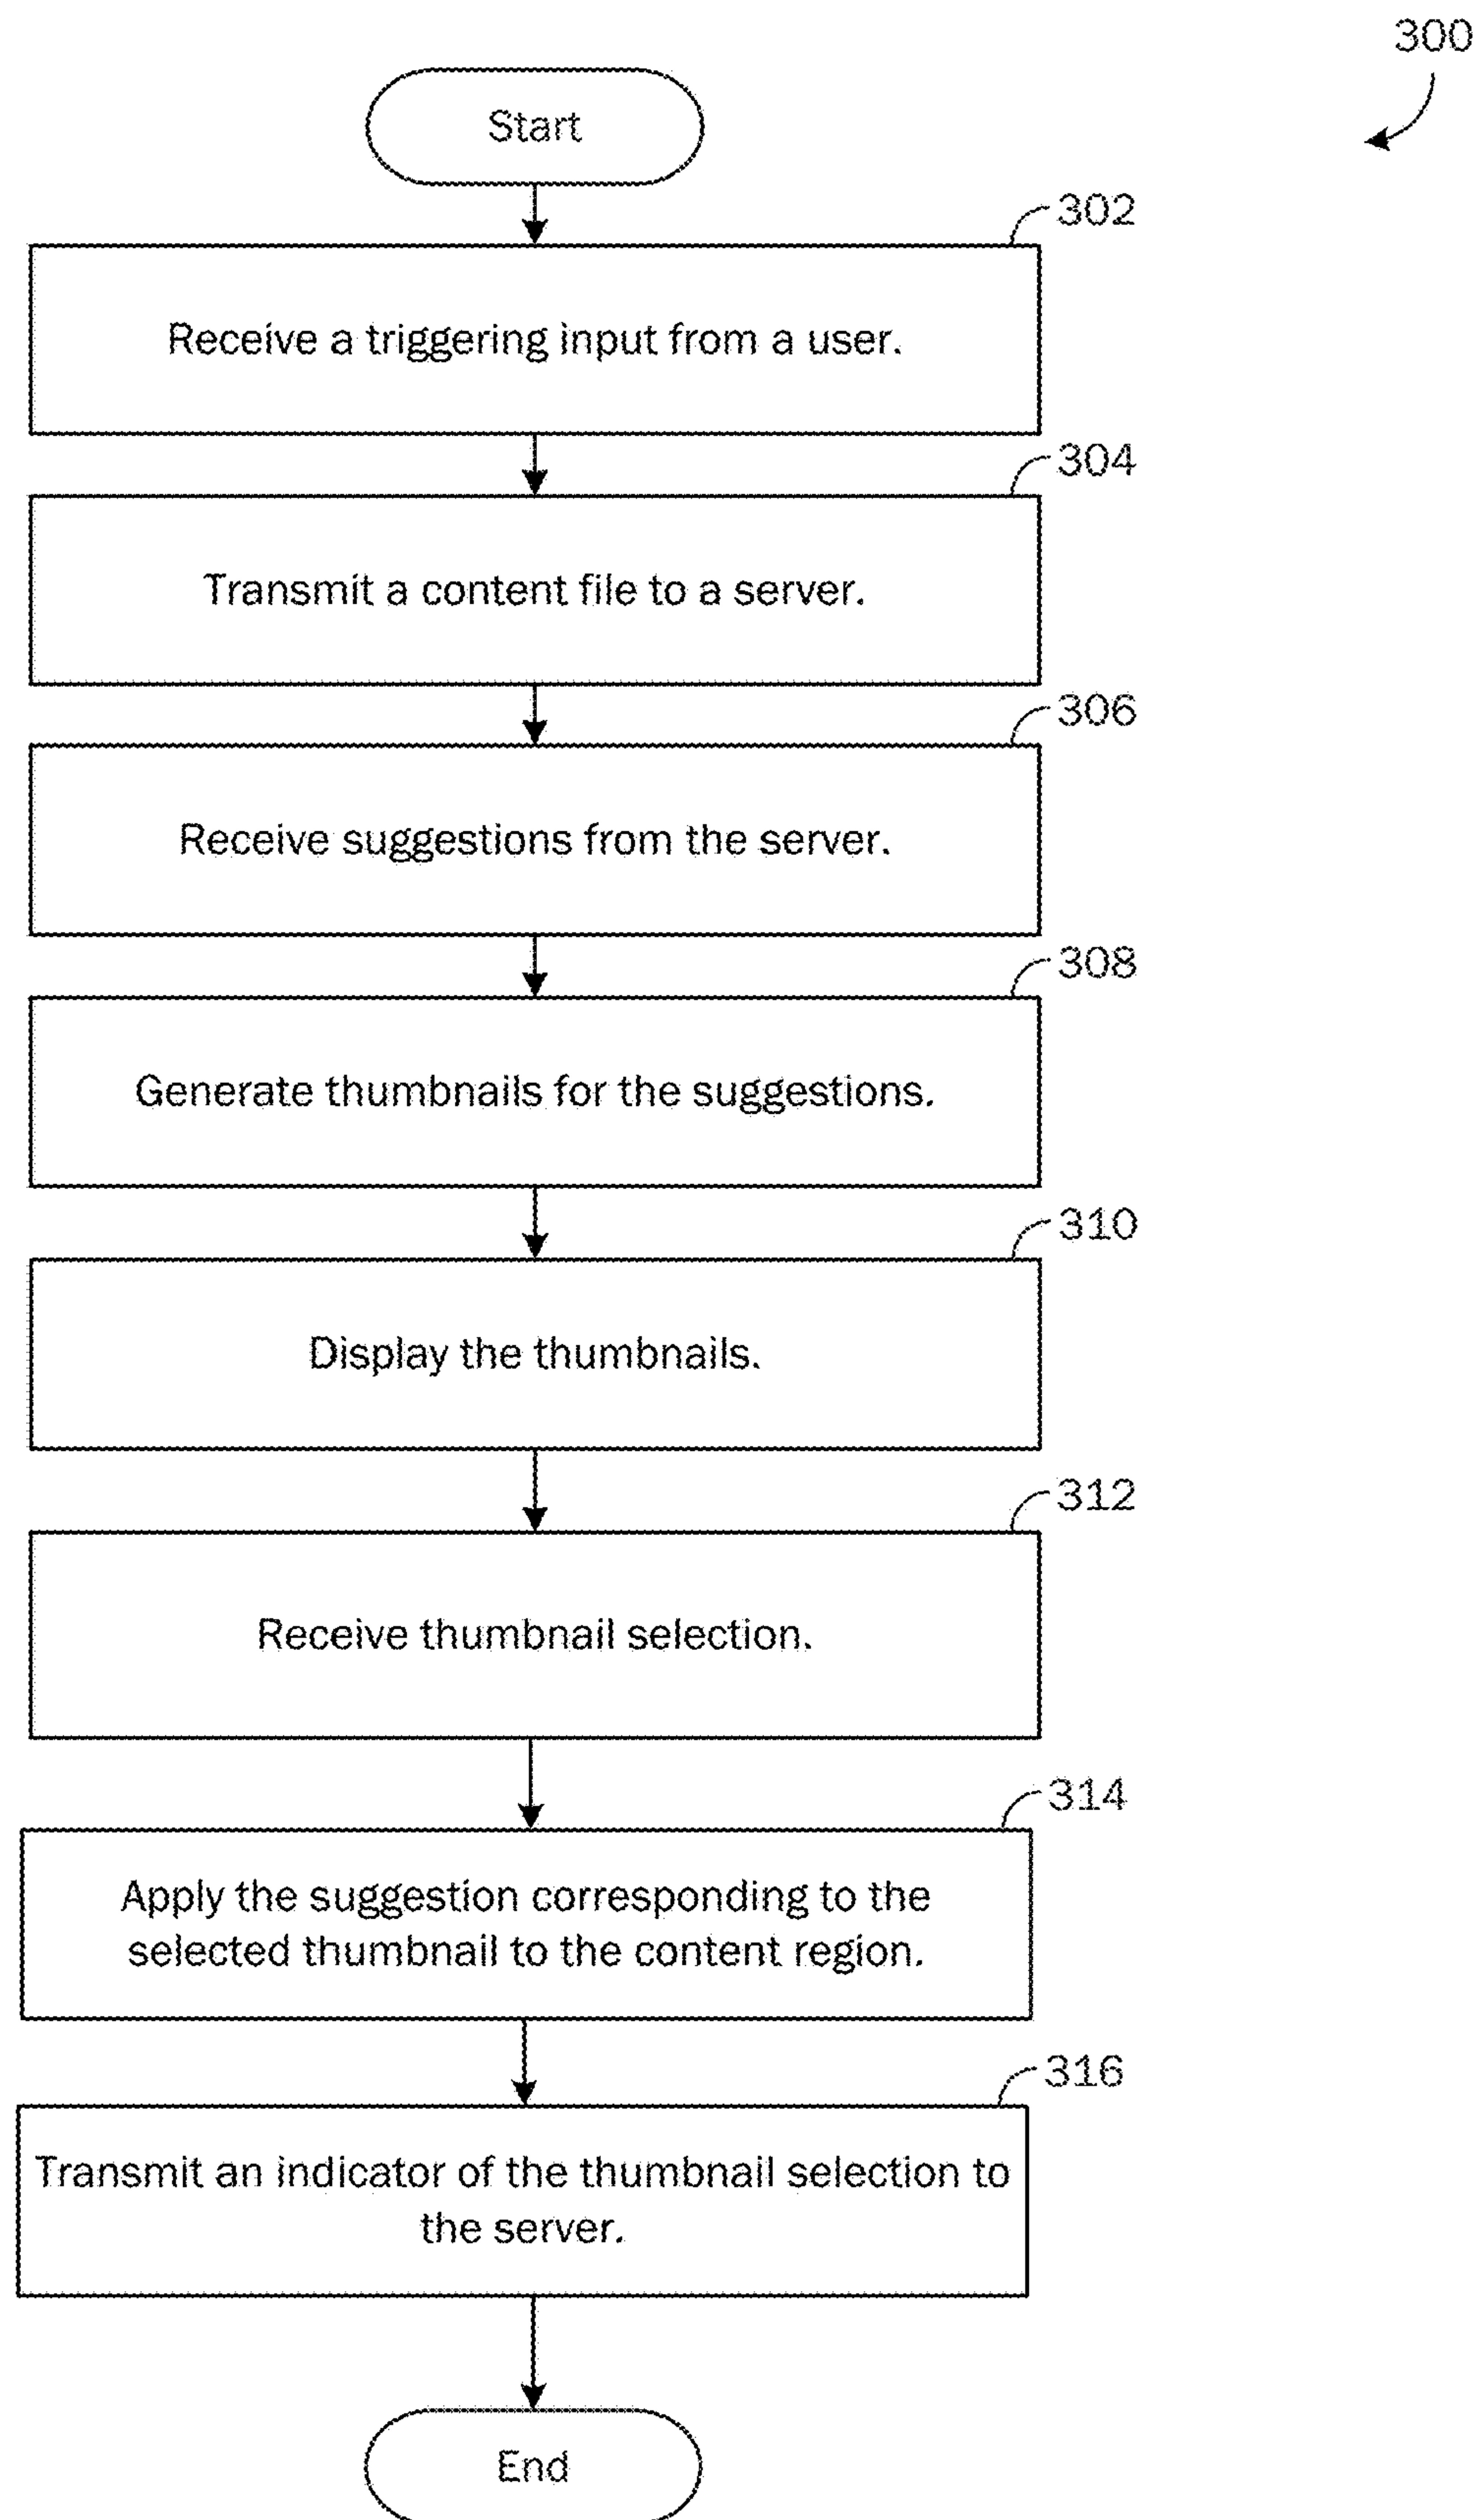 300
Start
302
Receive a triggering input from a user.
304
Transmit a content file to a server.
306
Receive suggestions from the server.
308
Generate thumbnails for the suggestions.
310
Display the thumbnails.
312
Receive thumbnail selection.
314
Apply the suggestion corresponding to the
selected thumbnail to the content region.
316
Transmit an indicator of the thumbnail selection to
the server.
End